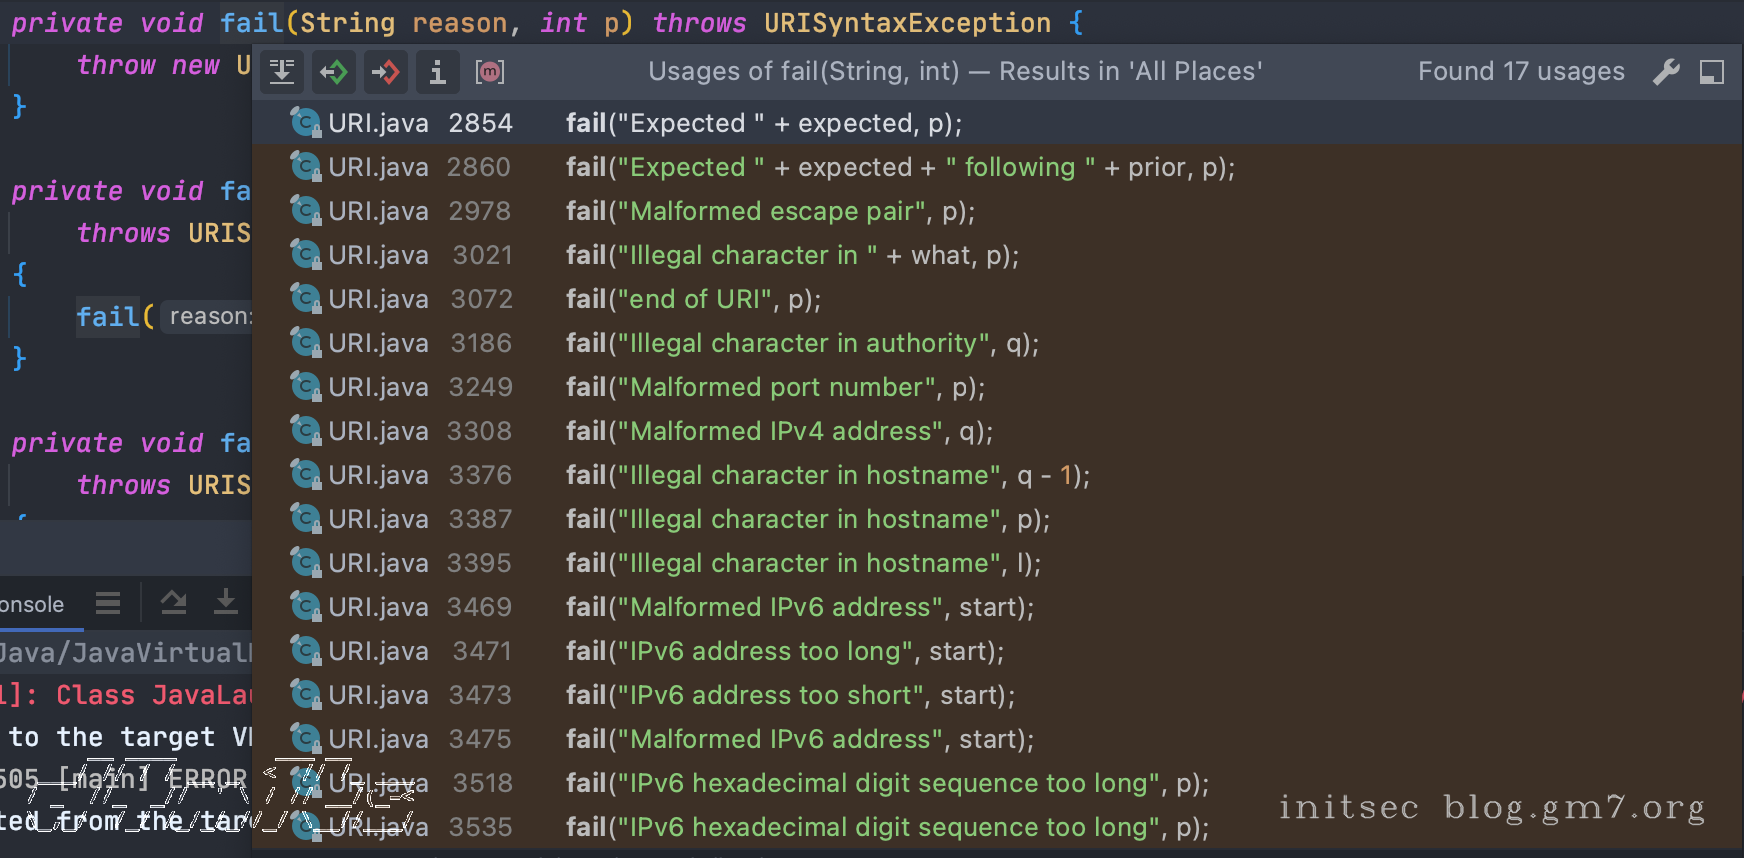 private void fail(String reason, int p) throws URISyntaxException {
throw new U
}
private void fa
throws URIS
{
fail( reason:
}
private void fa
throws URIS
{
Usages of fail(String, int) — Results in 'All Places' Found 17 usages
URI.java 2854 fail("Expected " + expected, p);
URI.java 2860 fail("Expected " + expected + " following " + prior, p);
URI.java 2978 fail("Malformed escape pair", p);
URI.java 3021 fail("Illegal character in " + what, p);
URI.java 3072 fail("end of URI", p);
URI.java 3186 fail("Illegal character in authority", q);
URI.java 3249 fail("Malformed port number", p);
URI.java 3308 fail("Malformed IPv4 address", q);
URI.java 3376 fail("Illegal character in hostname", q - 1);
URI.java 3387 fail("Illegal character in hostname", p);
URI.java 3395 fail("Illegal character in hostname", l);
URI.java 3469 fail("Malformed IPv6 address", start);
URI.java 3471 fail("IPv6 address too long", start);
URI.java 3473 fail("IPv6 address too short", start);
URI.java 3475 fail("Malformed IPv6 address", start);
URI.java 3518 fail("IPv6 hexadecimal digit sequence too long", p);
URI.java 3535 fail("IPv6 hexadecimal digit sequence too long", p);
onsole
Java/JavaVirtual
1]: Class JavaLau
to the target V
505 [main] ERROR
ted from the tar
initsec blog.gm7.org